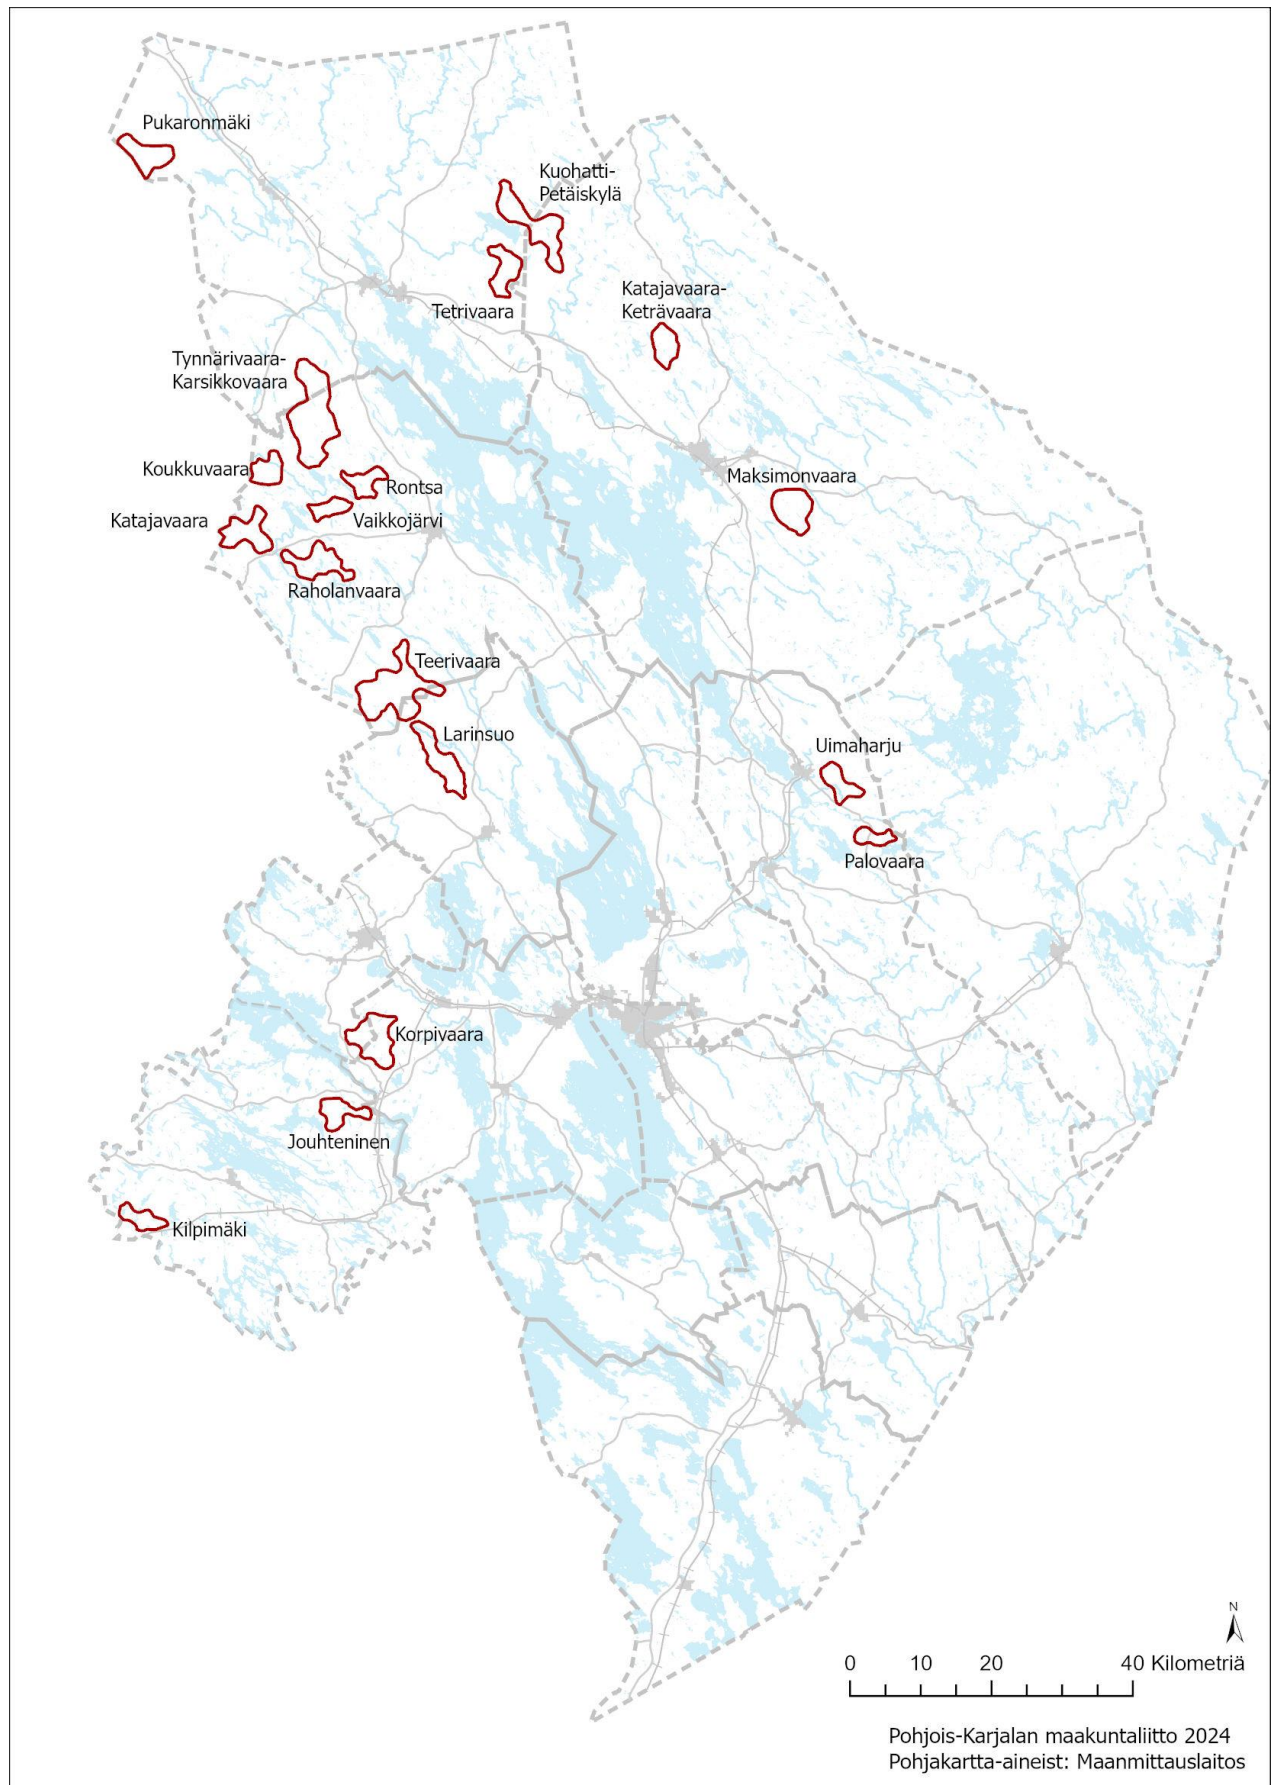 Pukaronmäki
Kuohatti-
Petäiskylä
Katajavaara-
Keträvaara
Tetrivaara
Tynnärivaara-
Karsikkovaara
Koukkuvaara
Rontsa
Maksimonvaara
Katajavaara
Vaikkojärvi
Raholanvaara
Teerivaara
Larinsuo
Uimaharju
Palovaara
Korpivaara
Jouhteninen
Kilpimäki
N
0 10 20 40 Kilometriä
Pohjois-Karjalan maakuntaliitto 2024
Pohjakartta-aineist: Maanmittauslaitos